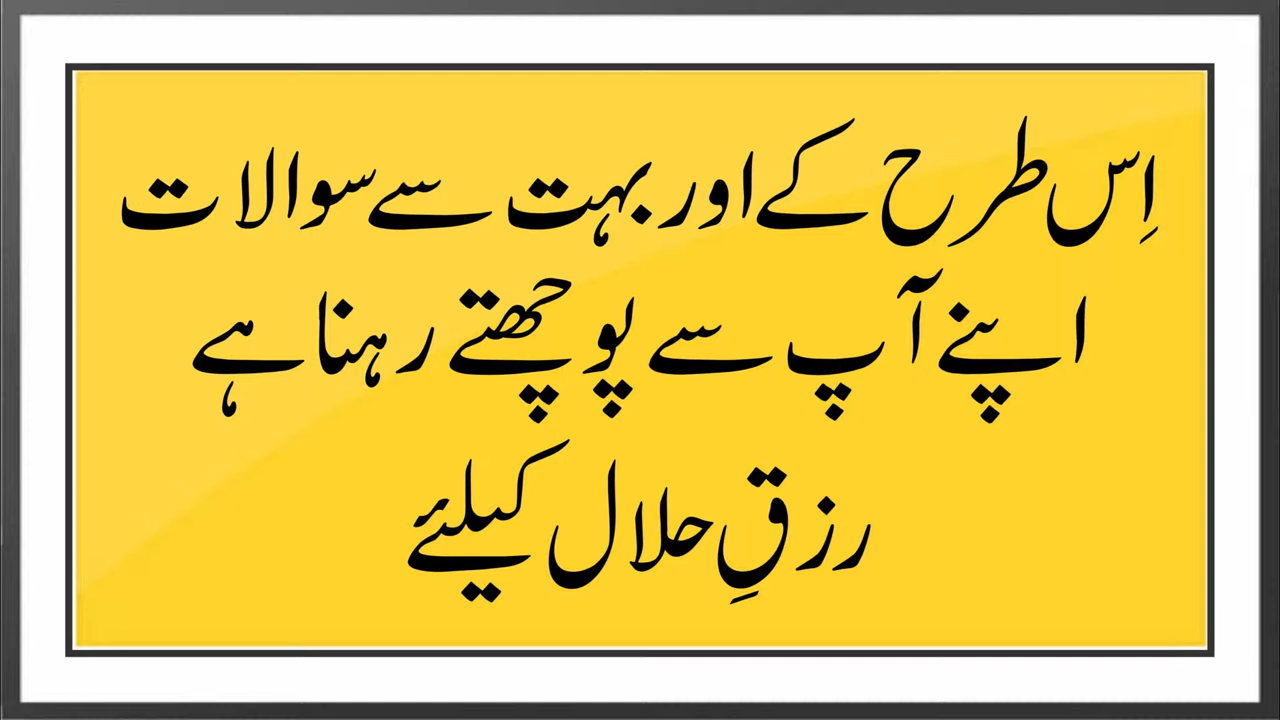 اِس طرح کے اور بہت سے سوالات
اپنے آپ سے پوچھتے رہنا ہے
رزقِ حلال کیلئے